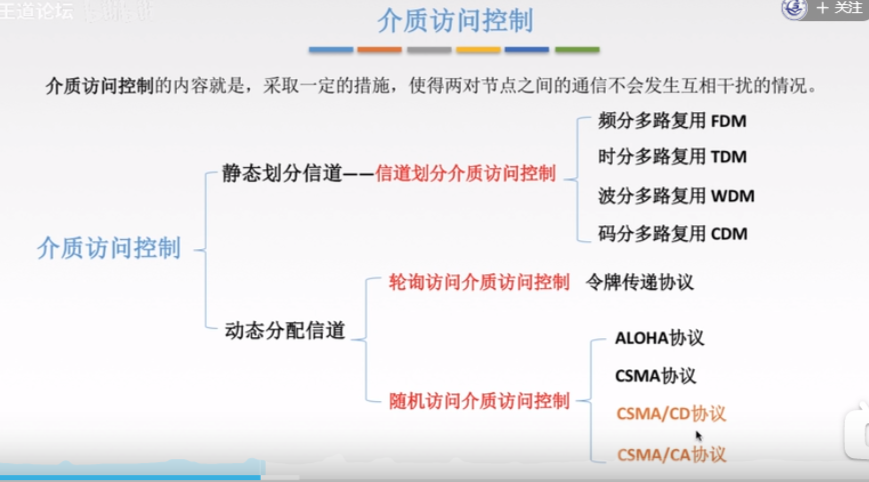 王道论坛
+ 关注
介质访问控制
介质访问控制的内容就是，采取一定的措施，使得两对节点之间的通信不会发生互相干扰的情况。
频分多路复用 FDM
静态划分信道——信道划分介质访问控制
时分多路复用 TDM
波分多路复用 WDM
码分多路复用 CDM
介质访问控制
轮询访问介质访问控制 令牌传递协议
动态分配信道
ALOHA协议
CSMA协议
随机访问介质访问控制
CSMA/CD协议
CSMA/CA协议